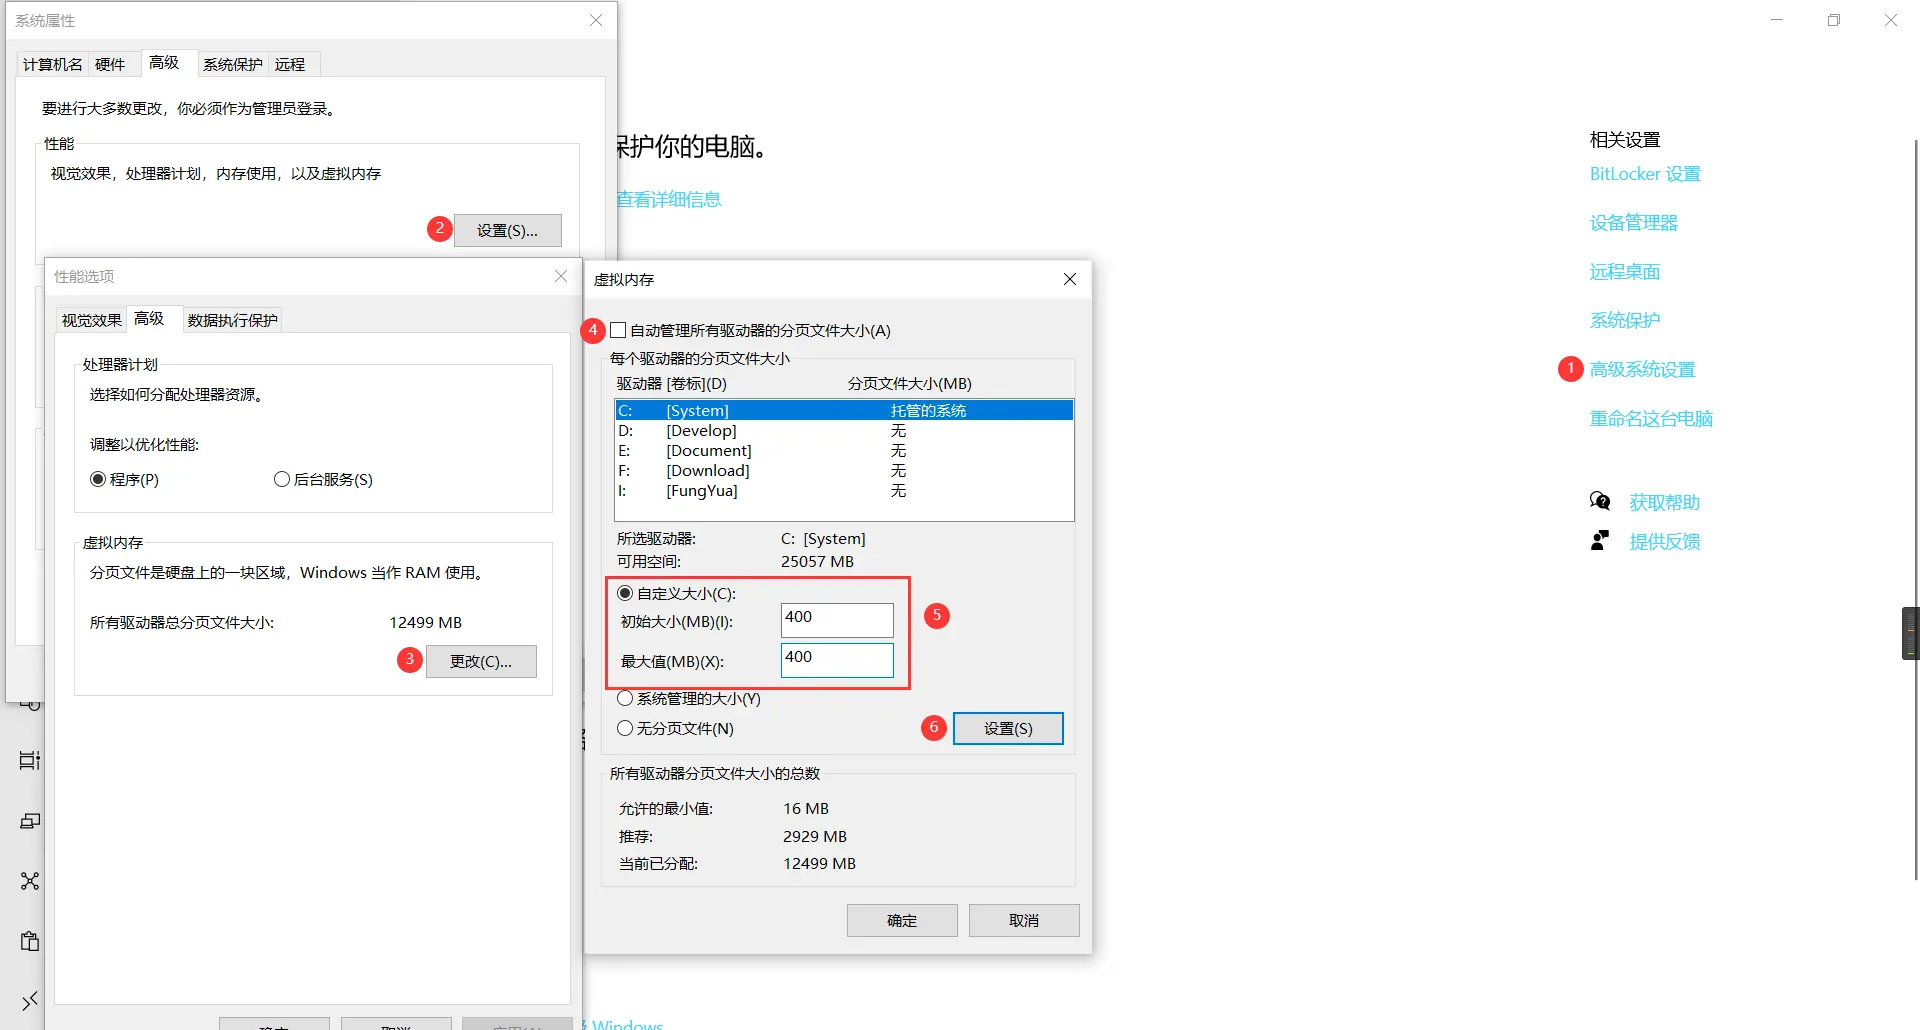 系统属性
计算机名 硬件 高级 系统保护 远程
要进行大多数更改，你必须作为管理员登录。
性能
视觉效果，处理器计划，内存使用，以及虚拟内存
2 设置(S)...
性能选项
视觉效果 高级 数据执行保护
处理器计划
选择如何分配处理器资源。
调整以优化性能:
程序(P) 后台服务(S)
虚拟内存
分页文件是硬盘上的一块区域，Windows 当作 RAM 使用。
所有驱动器总分页文件大小: 12499 MB
3 更改(C)...
虚拟内存
4 自动管理所有驱动器的分页文件大小(A)
每个驱动器的分页文件大小
驱动器 [卷标](D) 分页文件大小(MB)
C: [System] 托管的系统
D: [Develop] 无
E: [Document] 无
F: [Download] 无
I: [FungYua] 无
所选驱动器: C: [System]
可用空间: 25057 MB
自定义大小(C):
初始大小(MB)(I): 400
最大值(MB)(X): 400
5
系统管理的大小(Y)
无分页文件(N)
6 设置(S)
所有驱动器分页文件大小的总数
允许的最小值: 16 MB
推荐: 2929 MB
当前已分配: 12499 MB
确定 取消
保护你的电脑。
查看详细信息
Windows
相关设置
BitLocker 设置
设备管理器
远程桌面
系统保护
1 高级系统设置
重命名这台电脑
获取帮助
提供反馈